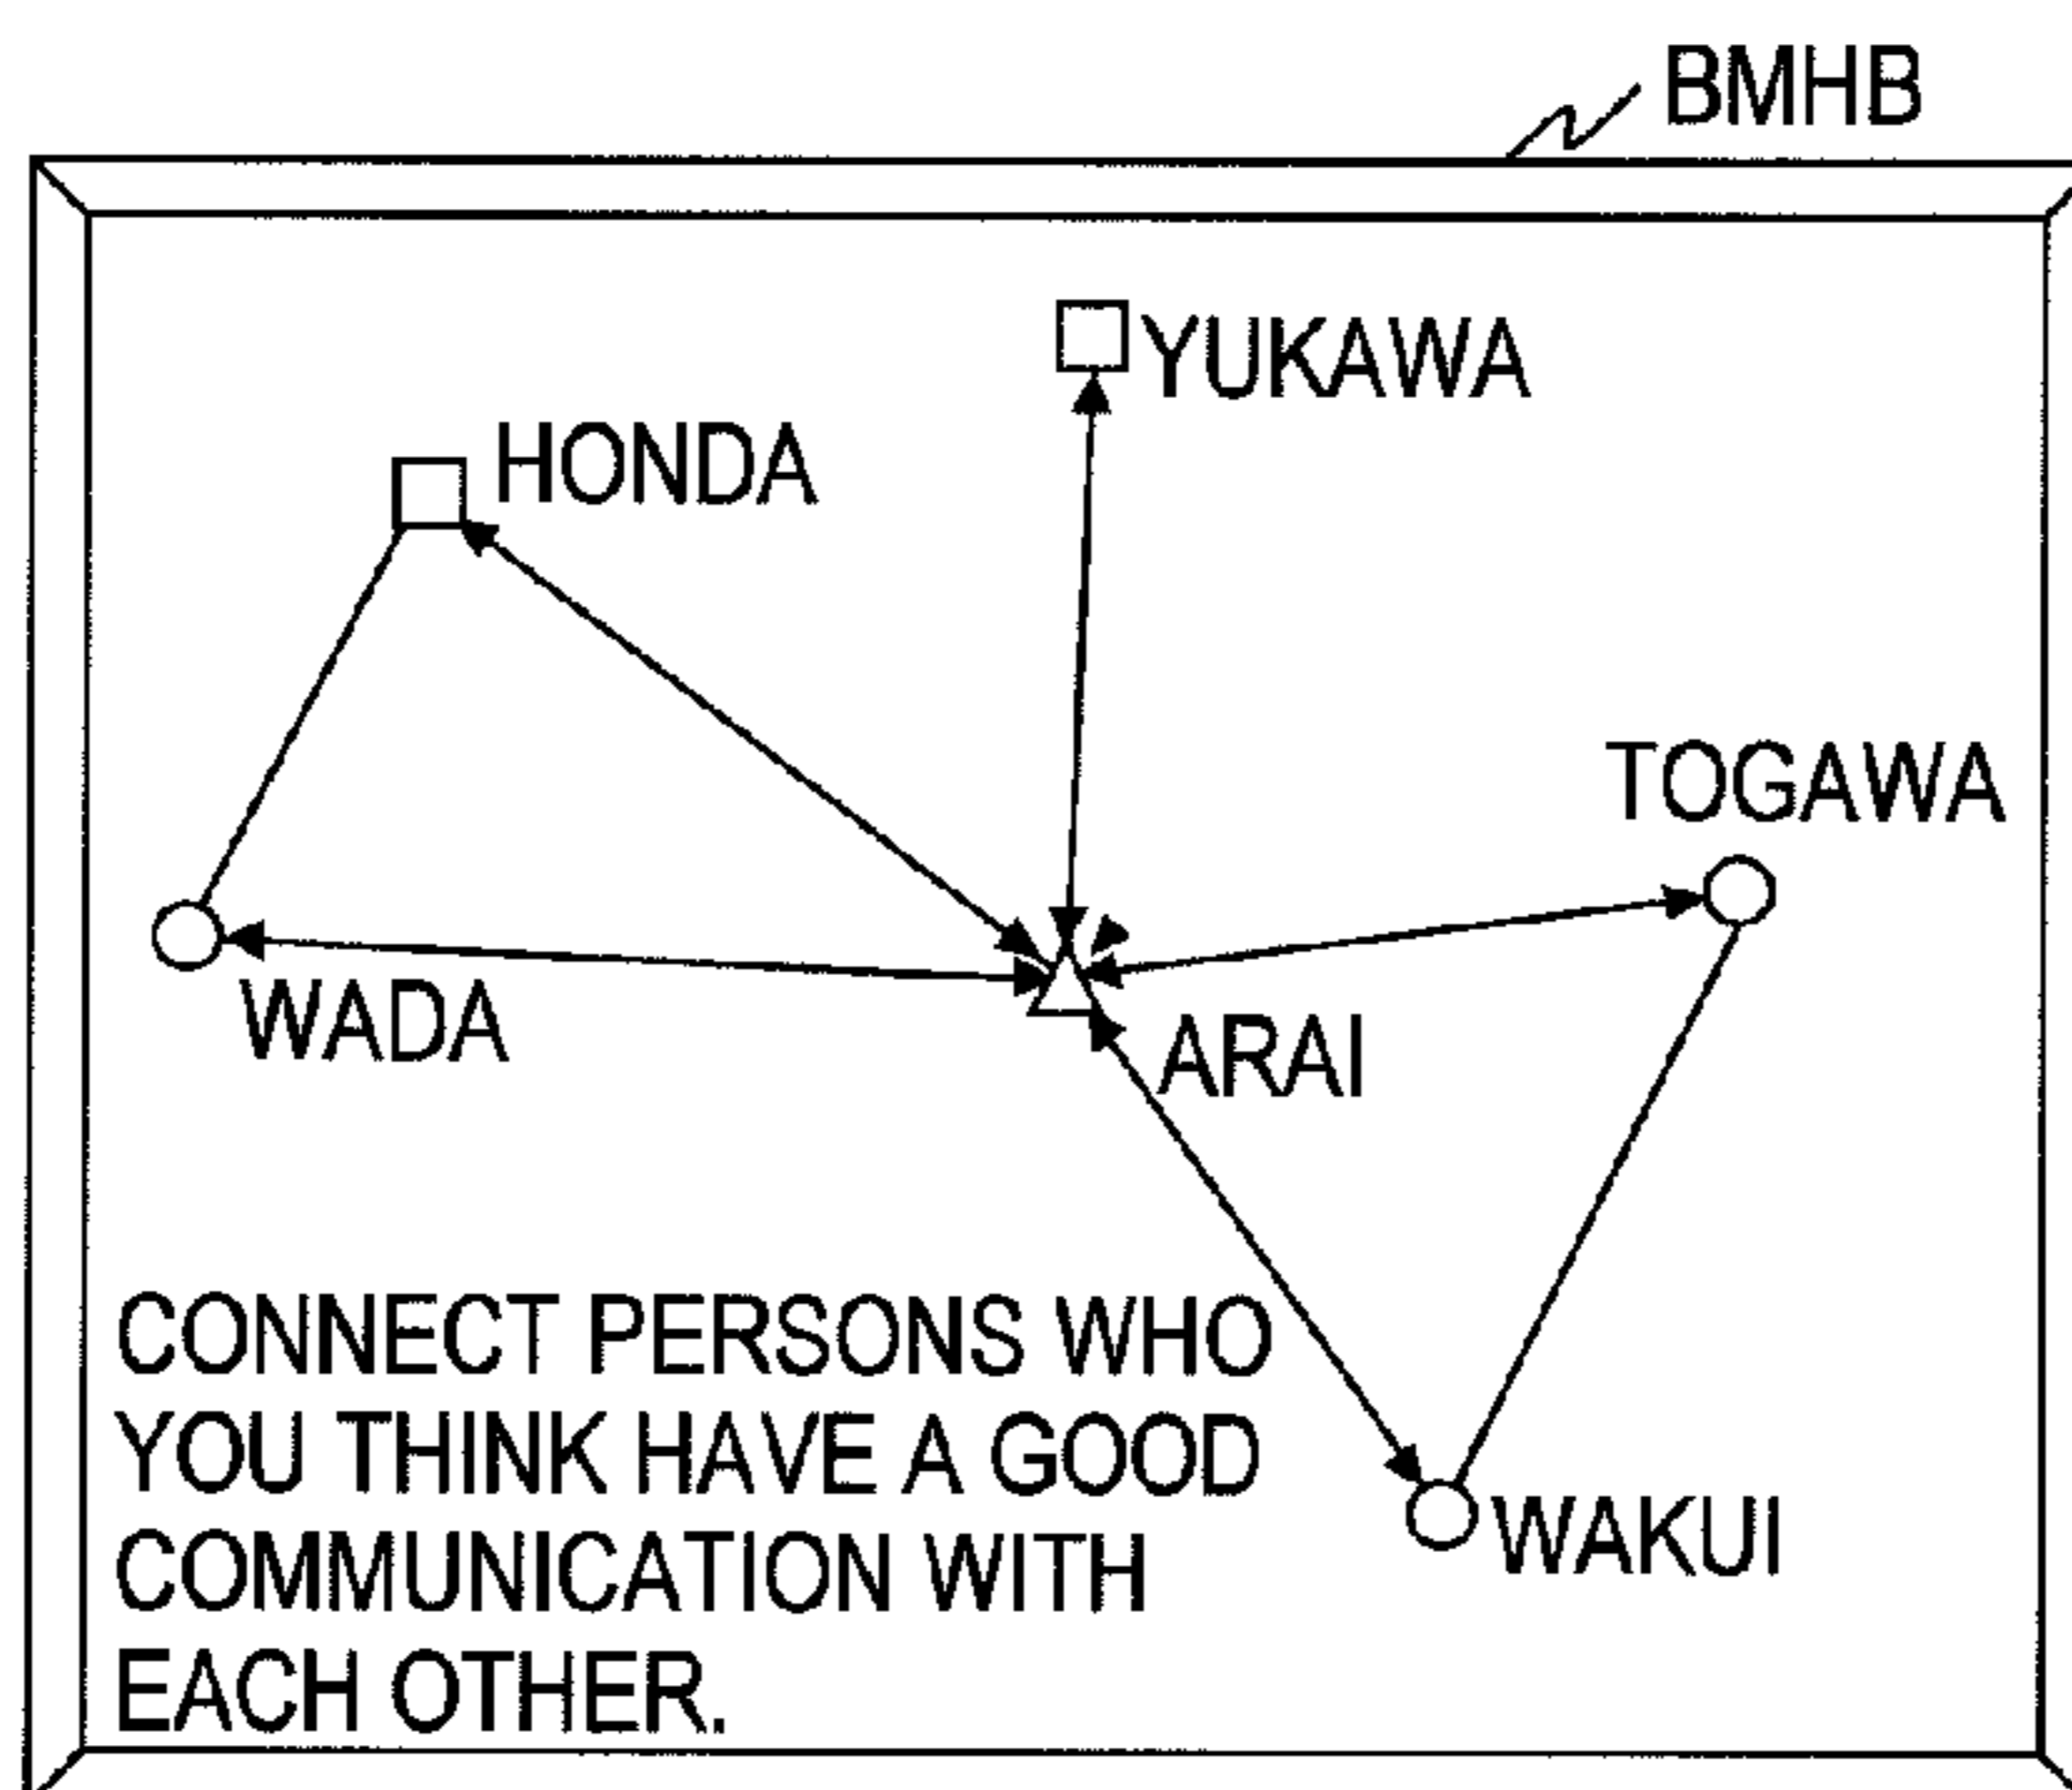 BMHB
YUKAWA
HONDA
TOGAWA
WADA
ARAI
CONNECT PERSONS WHO
YOU THINK HAVE A GOOD
COMMUNICATION WITH
EACH OTHER.
WAKUI